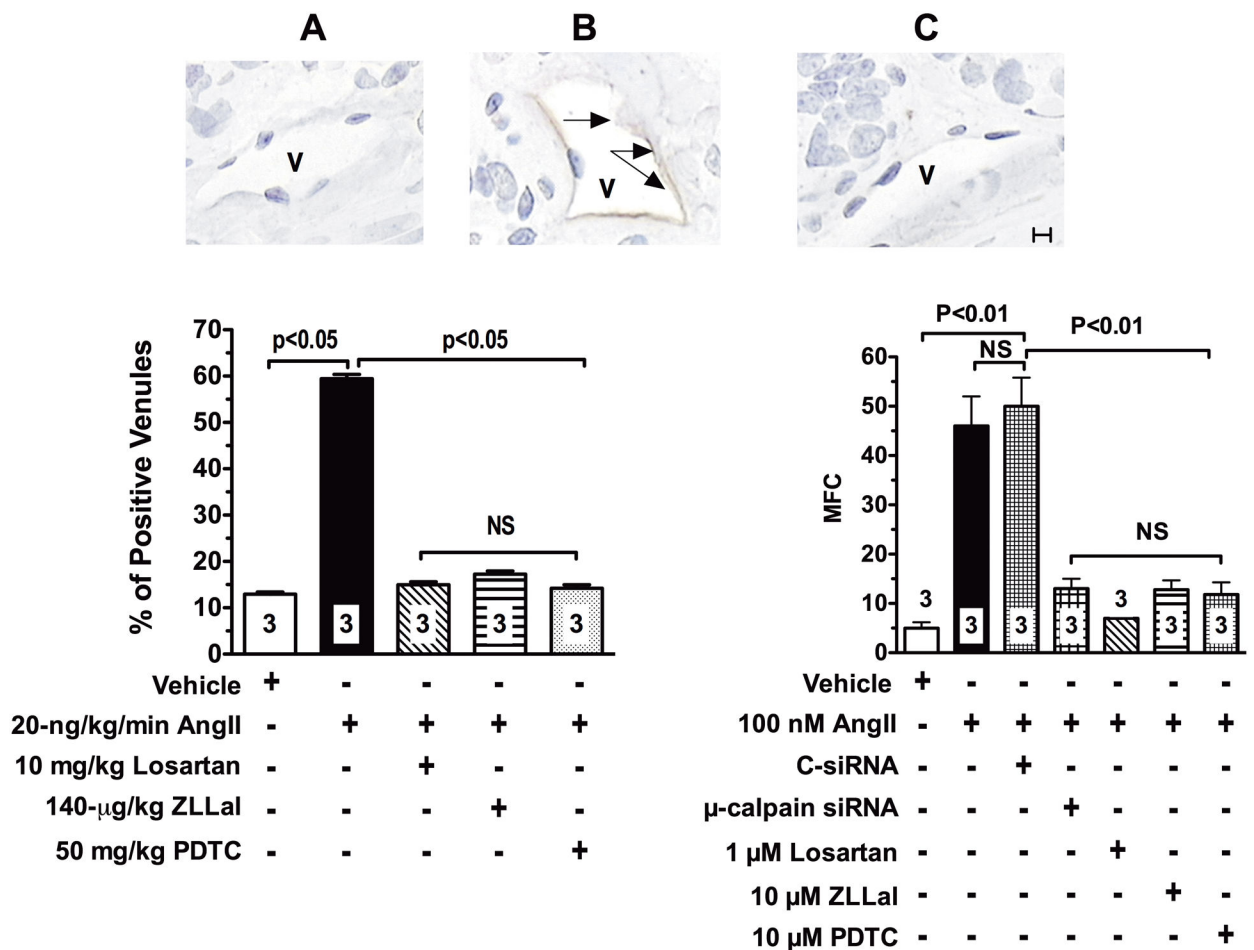 A B C
V V V
p<0.05 p<0.05
NS
% of Positive Venules
70
60
50
40
30
20
10
0
3 3 3 3 3
Vehicle + - - - -
20-ng/kg/min AngII - + + + +
10 mg/kg Losartan - - + - -
140-μg/kg ZLLal - - - + -
50 mg/kg PDTC - - - - +
P<0.01 P<0.01
NS
NS
MFC
60
50
40
30
20
10
0
3 3 3 3 3 3 3
Vehicle + - - - - - -
100 nM AngII - + + + + + +
C-siRNA - - + - - - -
μ-calpain siRNA - - - + - - -
1 μM Losartan - - - - + - -
10 μM ZLLal - - - - - + -
10 μM PDTC - - - - - - +